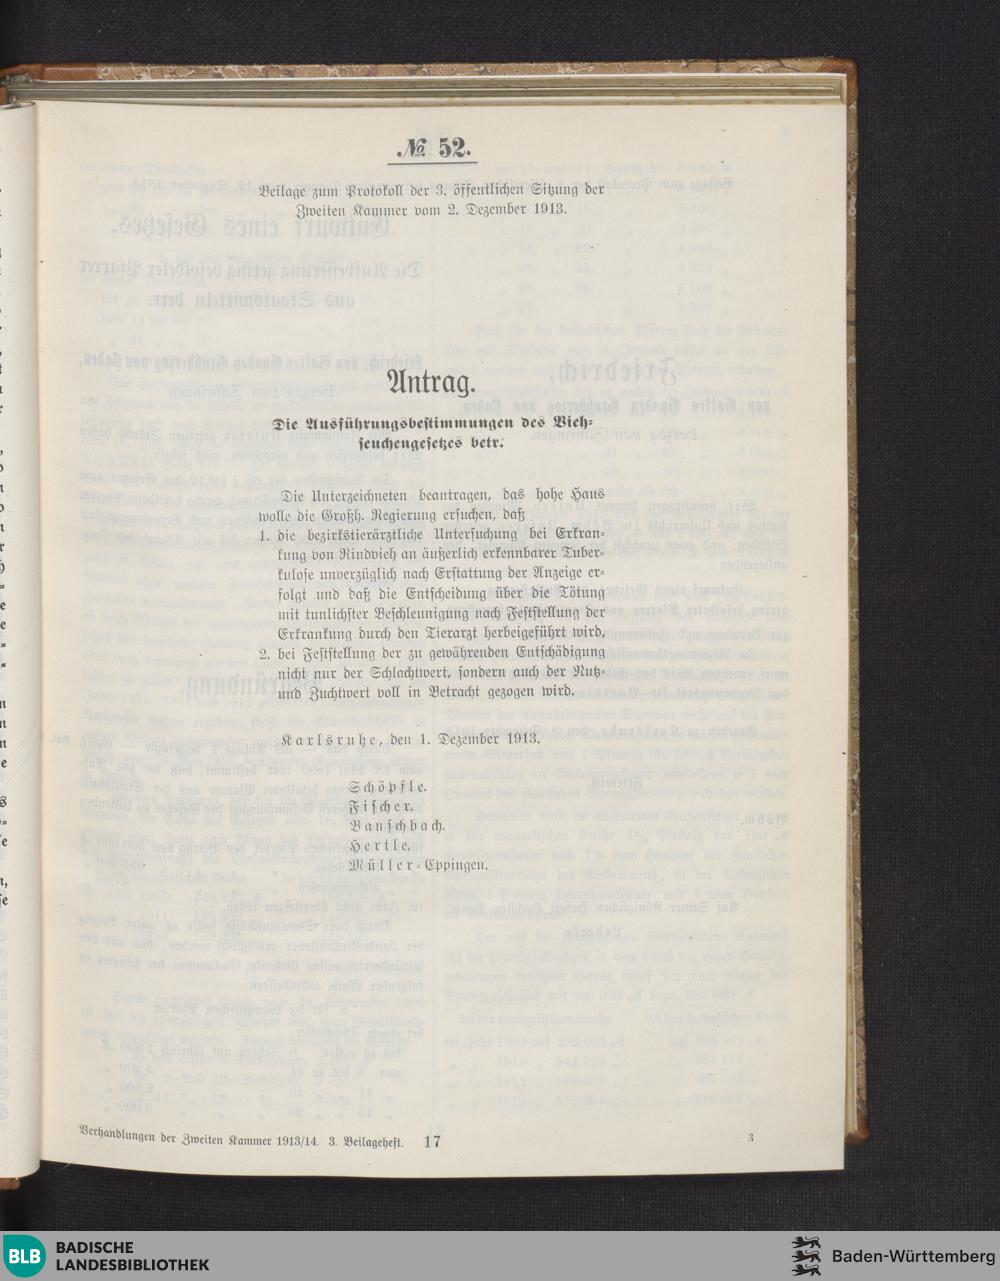 № 52.
Beilage zum Protokoll der 3. öffentlichen Sitzung der
Zweiten Kammer vom 2. Dezember 1913.
Antrag.
Die Ausführungsbestimmungen des Vieh-
seuchengesetzes betr.
Die Unterzeichneten beantragen, das hohe Haus
wolle die Großh. Regierung ersuchen, daß
1. die bezirkstierärztliche Untersuchung bei Erkran-
kung von Rindvieh an äußerlich erkennbarer Tuber-
kulose unverzüglich nach Erstattung der Anzeige er-
folgt und daß die Entscheidung über die Tötung
mit tunlichster Beschleunigung nach Feststellung der
Erkrankung durch den Tierarzt herbeigeführt wird,
2. bei Feststellung der zu gewährenden Entschädigung
nicht nur der Schlachtwert, sondern auch der Nutz-
und Zuchtwert voll in Betracht gezogen wird.
Karlsruhe, den 1. Dezember 1913.
Schöpfle.
Fischer.
Banschbach.
Hertle.
Müller-Eppingen.
Verhandlungen der Zweiten Kammer 1913/14. 3. Beilageheft. 17
3
BLB BADISCHE
LANDESBIBLIOTHEK
Baden-Württemberg